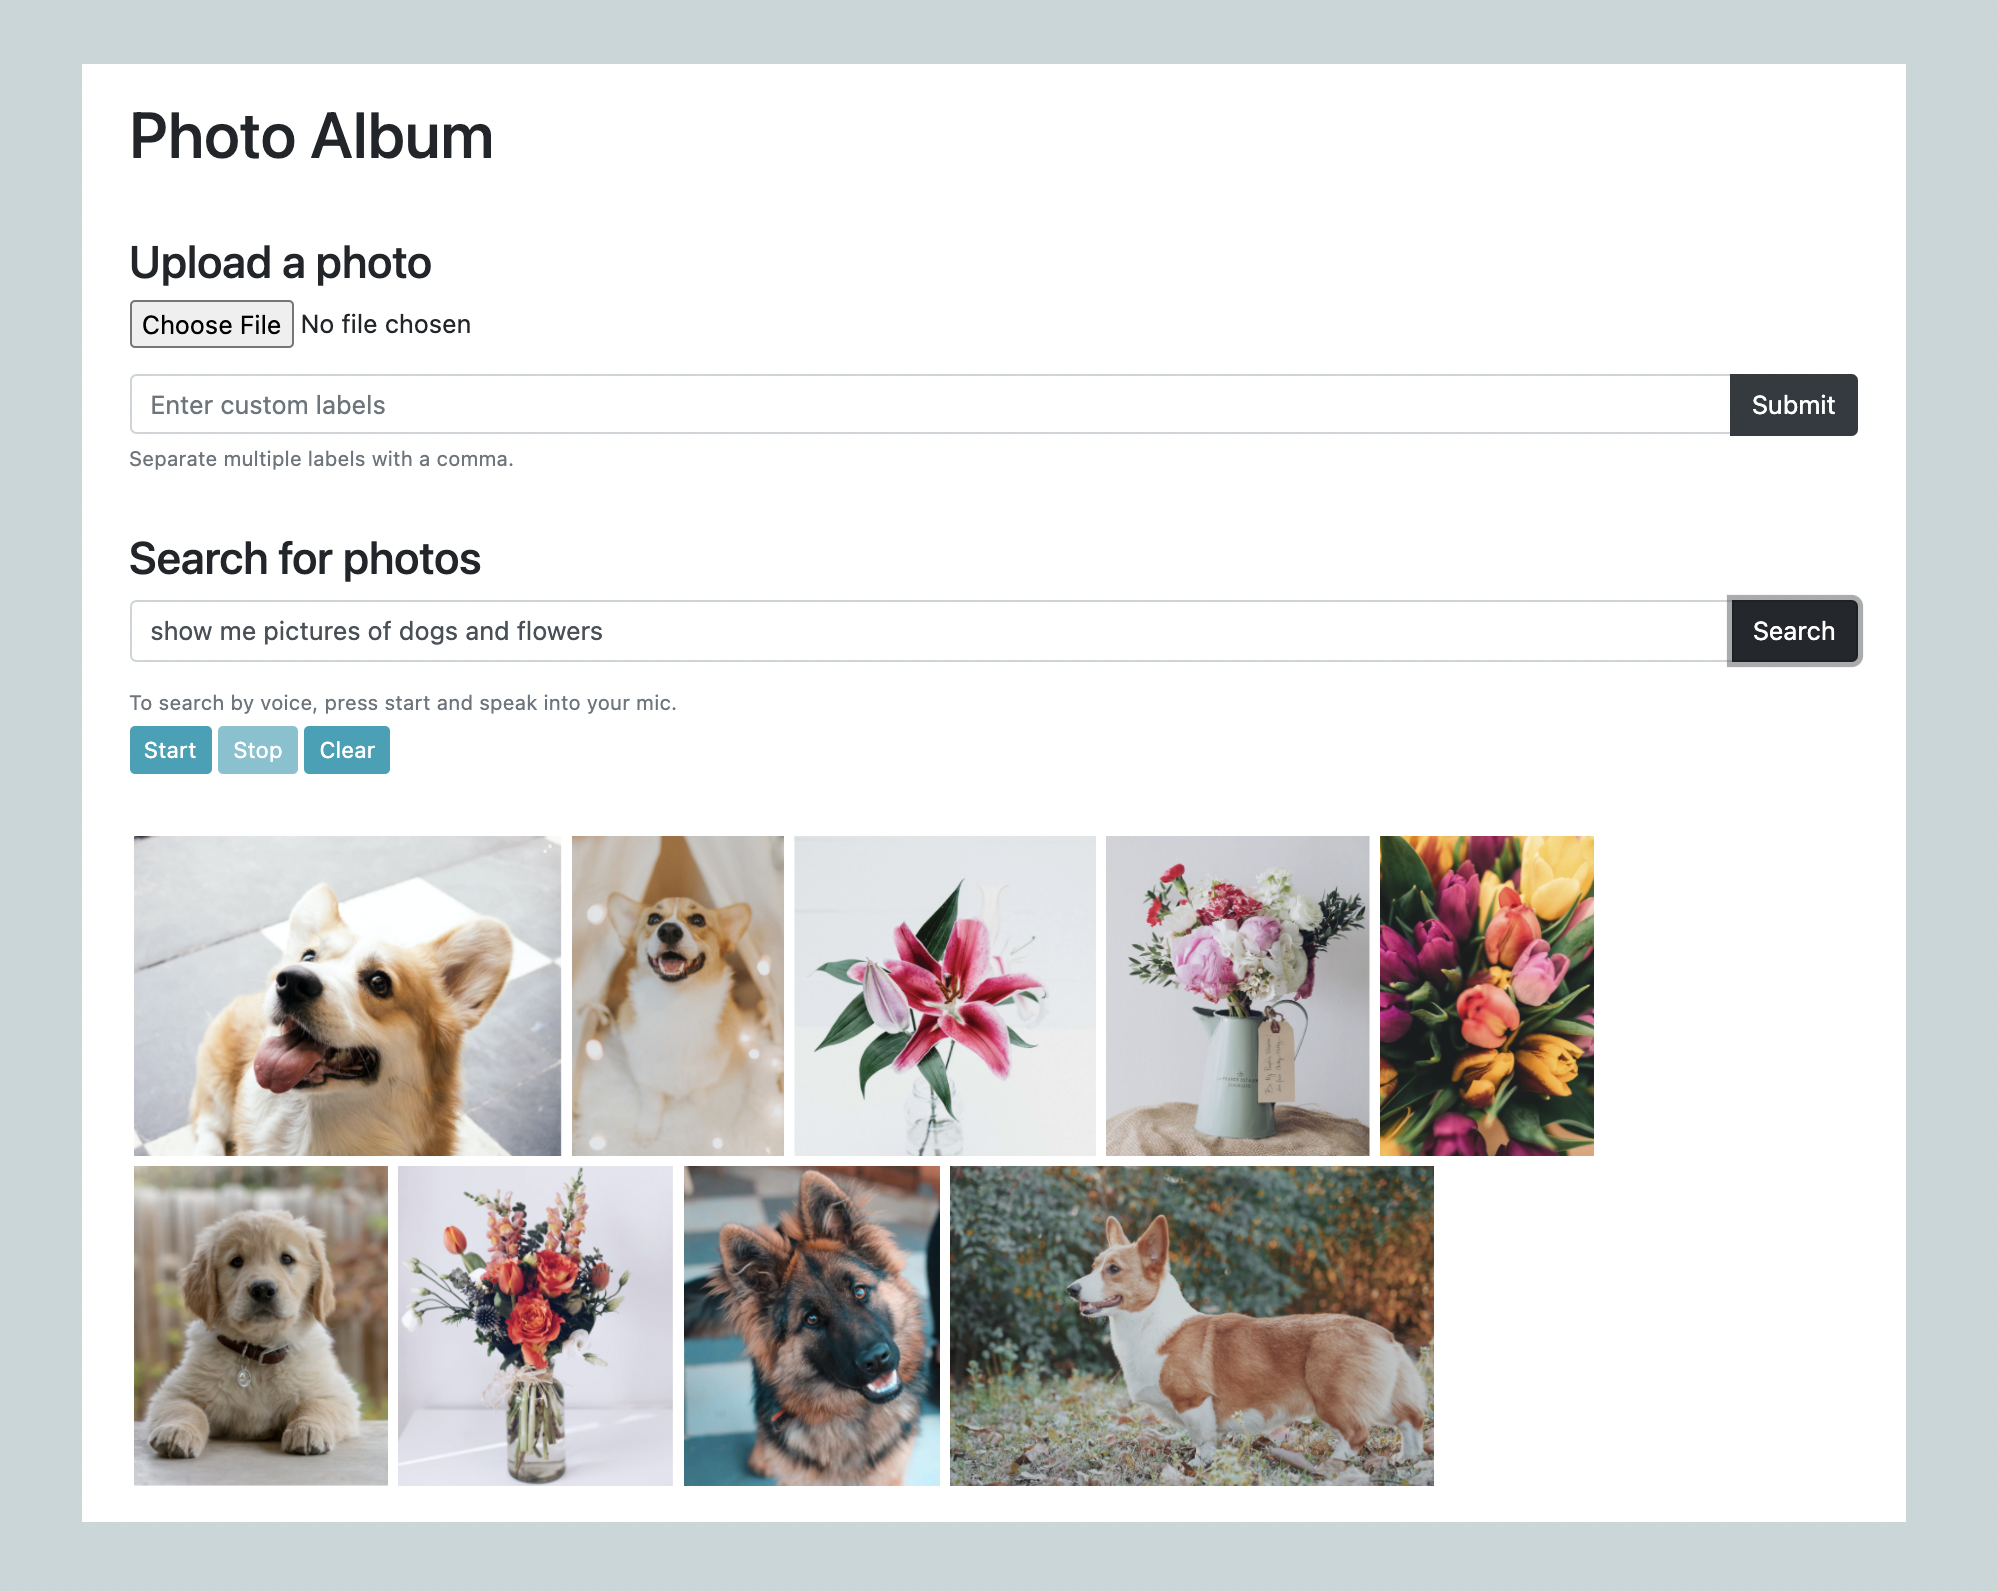 Photo Album
Upload a photo
Choose File No file chosen
Enter custom labels
Submit
Separate multiple labels with a comma.
Search for photos
show me pictures of dogs and flowers
Search
To search by voice, press start and speak into your mic.
Start Stop Clear